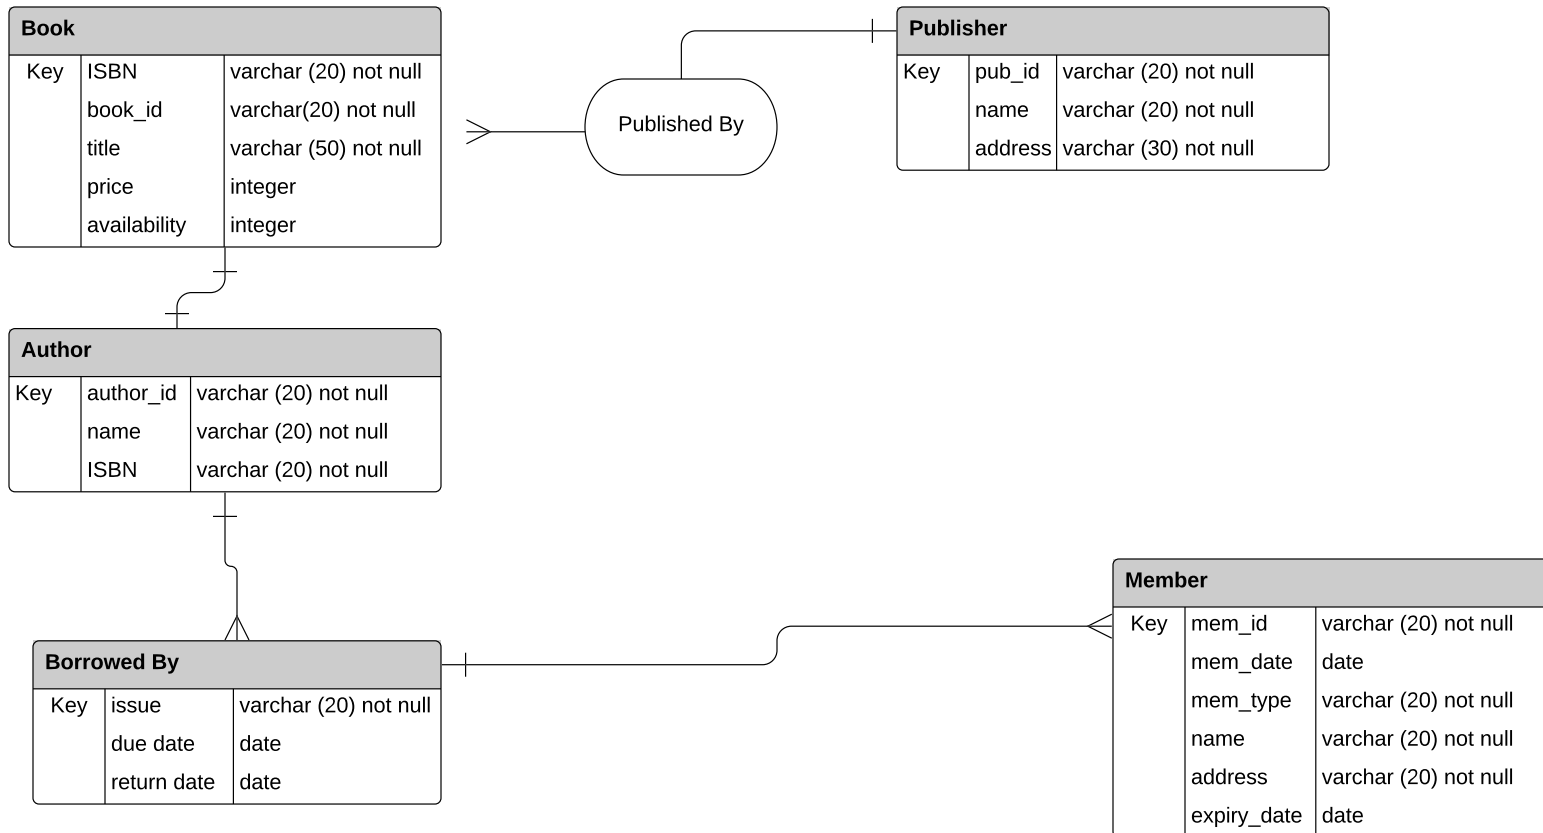 Book
Key ISBN varchar (20) not null
book_id varchar(20) not null
title varchar (50) not null
price integer
availability integer
Published By
Publisher
Key pub_id varchar (20) not null
name varchar (20) not null
address varchar (30) not null
Author
Key author_id varchar (20) not null
name varchar (20) not null
ISBN varchar (20) not null
Borrowed By
Key issue varchar (20) not null
due date date
return date date
Member
Key mem_id varchar (20) not null
mem_date date
mem_type varchar (20) not null
name varchar (20) not null
address varchar (20) not null
expiry_date date